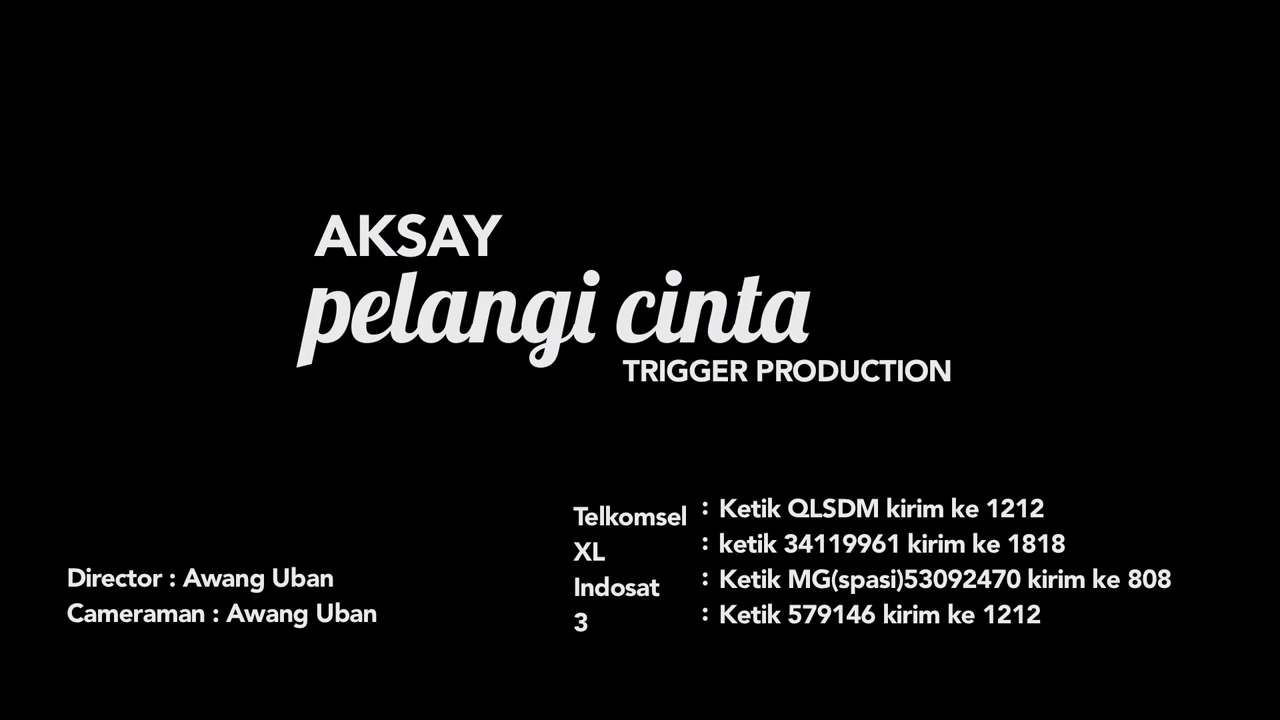 AKSAY
pelangi cinta
TRIGGER PRODUCTION
Director : Awang Uban
Cameraman : Awang Uban
Telkomsel : Ketik QLSDM kirim ke 1212
XL : ketik 34119961 kirim ke 1818
Indosat : Ketik MG(spasi)53092470 kirim ke 808
3 : Ketik 579146 kirim ke 1212